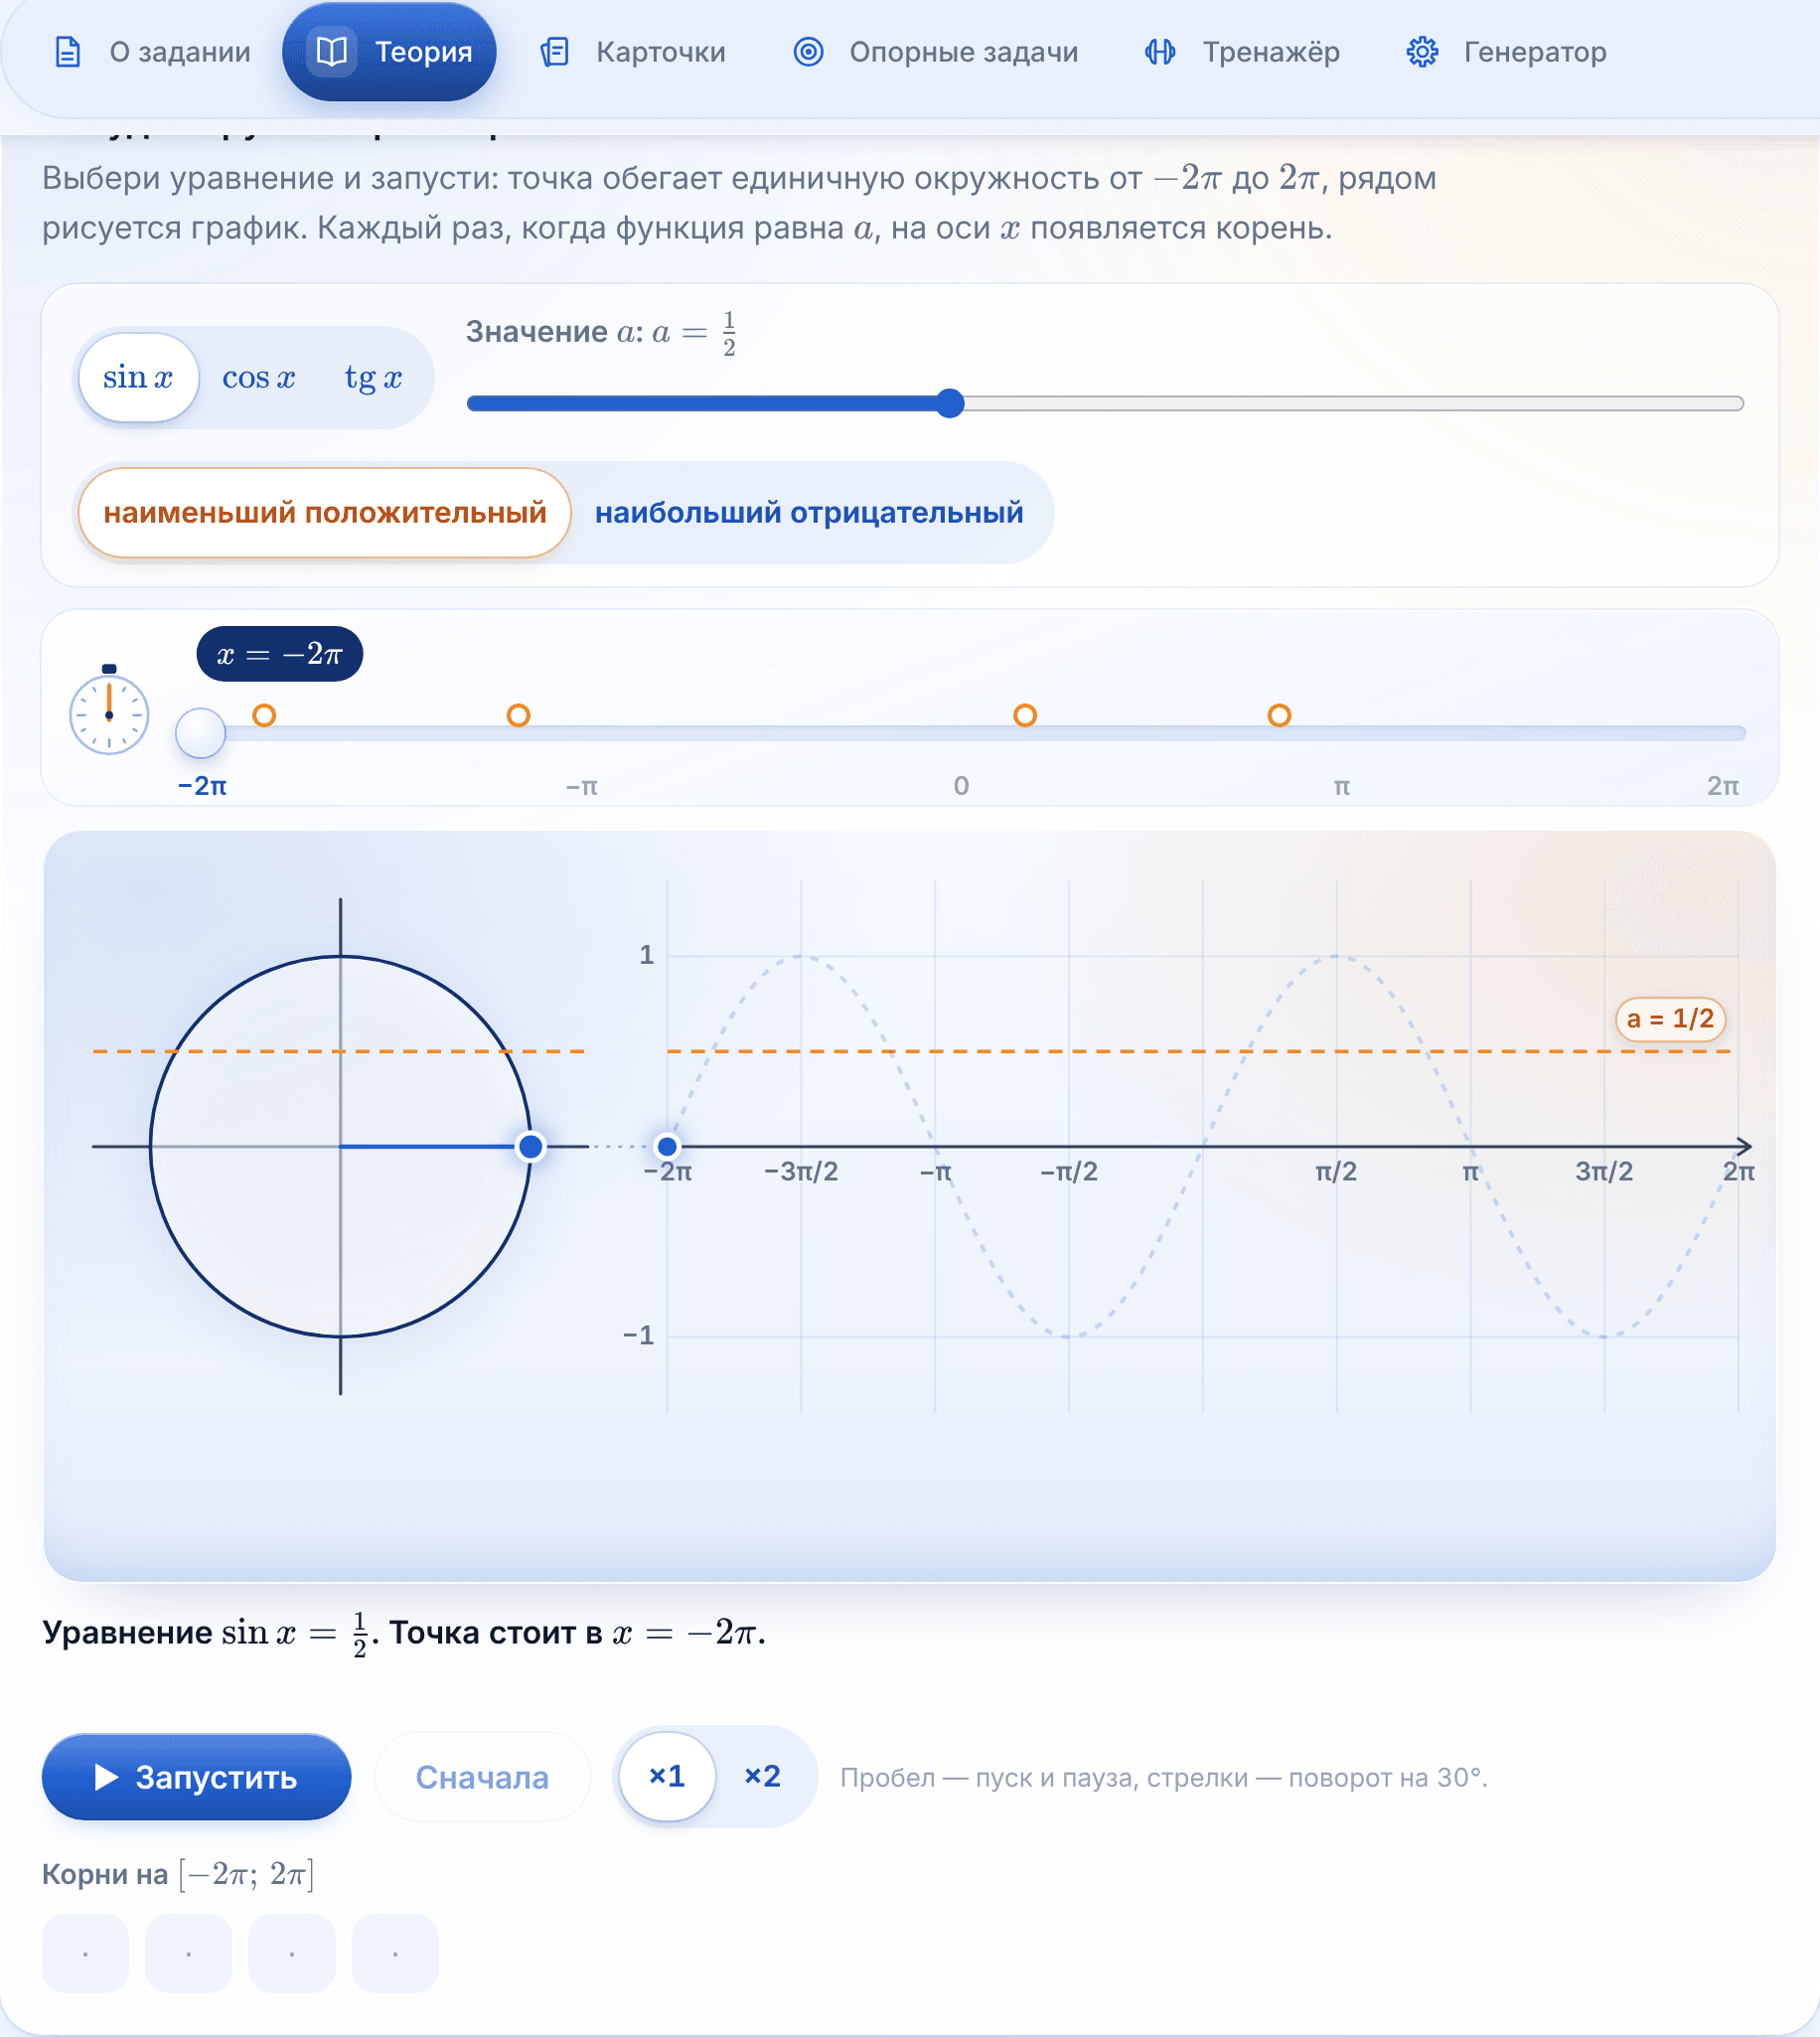 О задании
Теория
Карточки
Опорные задачи
Тренажёр
Генератор
Выбери уравнение и запусти: точка обегает единичную окружность от −2π до 2π, рядом
рисуется график. Каждый раз, когда функция равна a, на оси x появляется корень.
Значение a: a = 1/2
sin x
cos x
tg x
наименьший положительный
наибольший отрицательный
x = −2π
−2π
−π
0
π
2π
1
a = 1/2
−2π
−3π/2
−π
−π/2
π/2
π
3π/2
2π
−1
Уравнение sin x = 1/2. Точка стоит в x = −2π.
Запустить
Сначала
×1
×2
Пробел — пуск и пауза, стрелки — поворот на 30°.
Корни на [−2π; 2π]